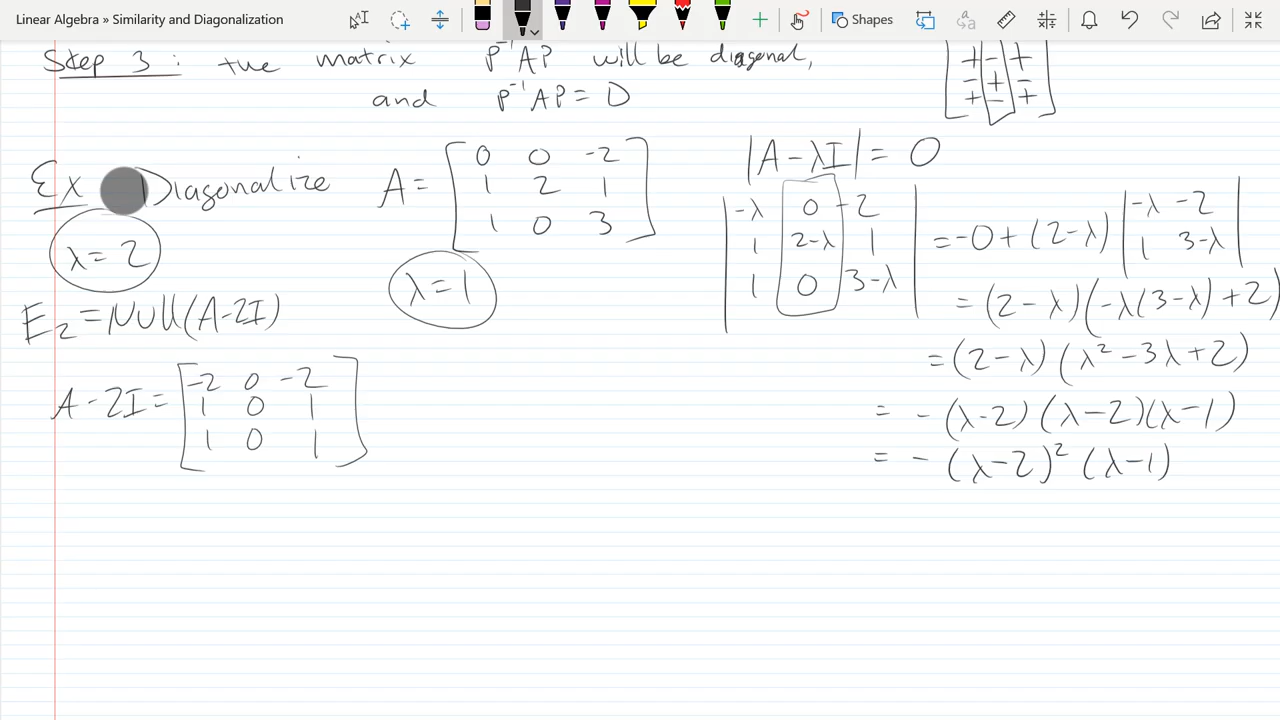 Linear Algebra » Similarity and Diagonalization
Shapes
Step 3: the matrix P⁻¹AP will be diagonal,
and P⁻¹AP = D
[+ − +
− + −
+ − +]
Ex Diagonalize A = [0 0 -2
1 2 1
1 0 3]
λ = 2
λ = 1
E₂ = Null(A-2I)
A - 2I = [-2 0 -2
1 0 1
1 0 1]
|A - λI| = 0
|-λ 0 -2
1 2-λ 1
1 0 3-λ| = -0 + (2-λ) |-λ -2
1 3-λ|
= (2-λ)(-λ(3-λ)+2)
= (2-λ)(λ² - 3λ + 2)
= -(λ-2)(λ-2)(λ-1)
= -(λ-2)²(λ-1)